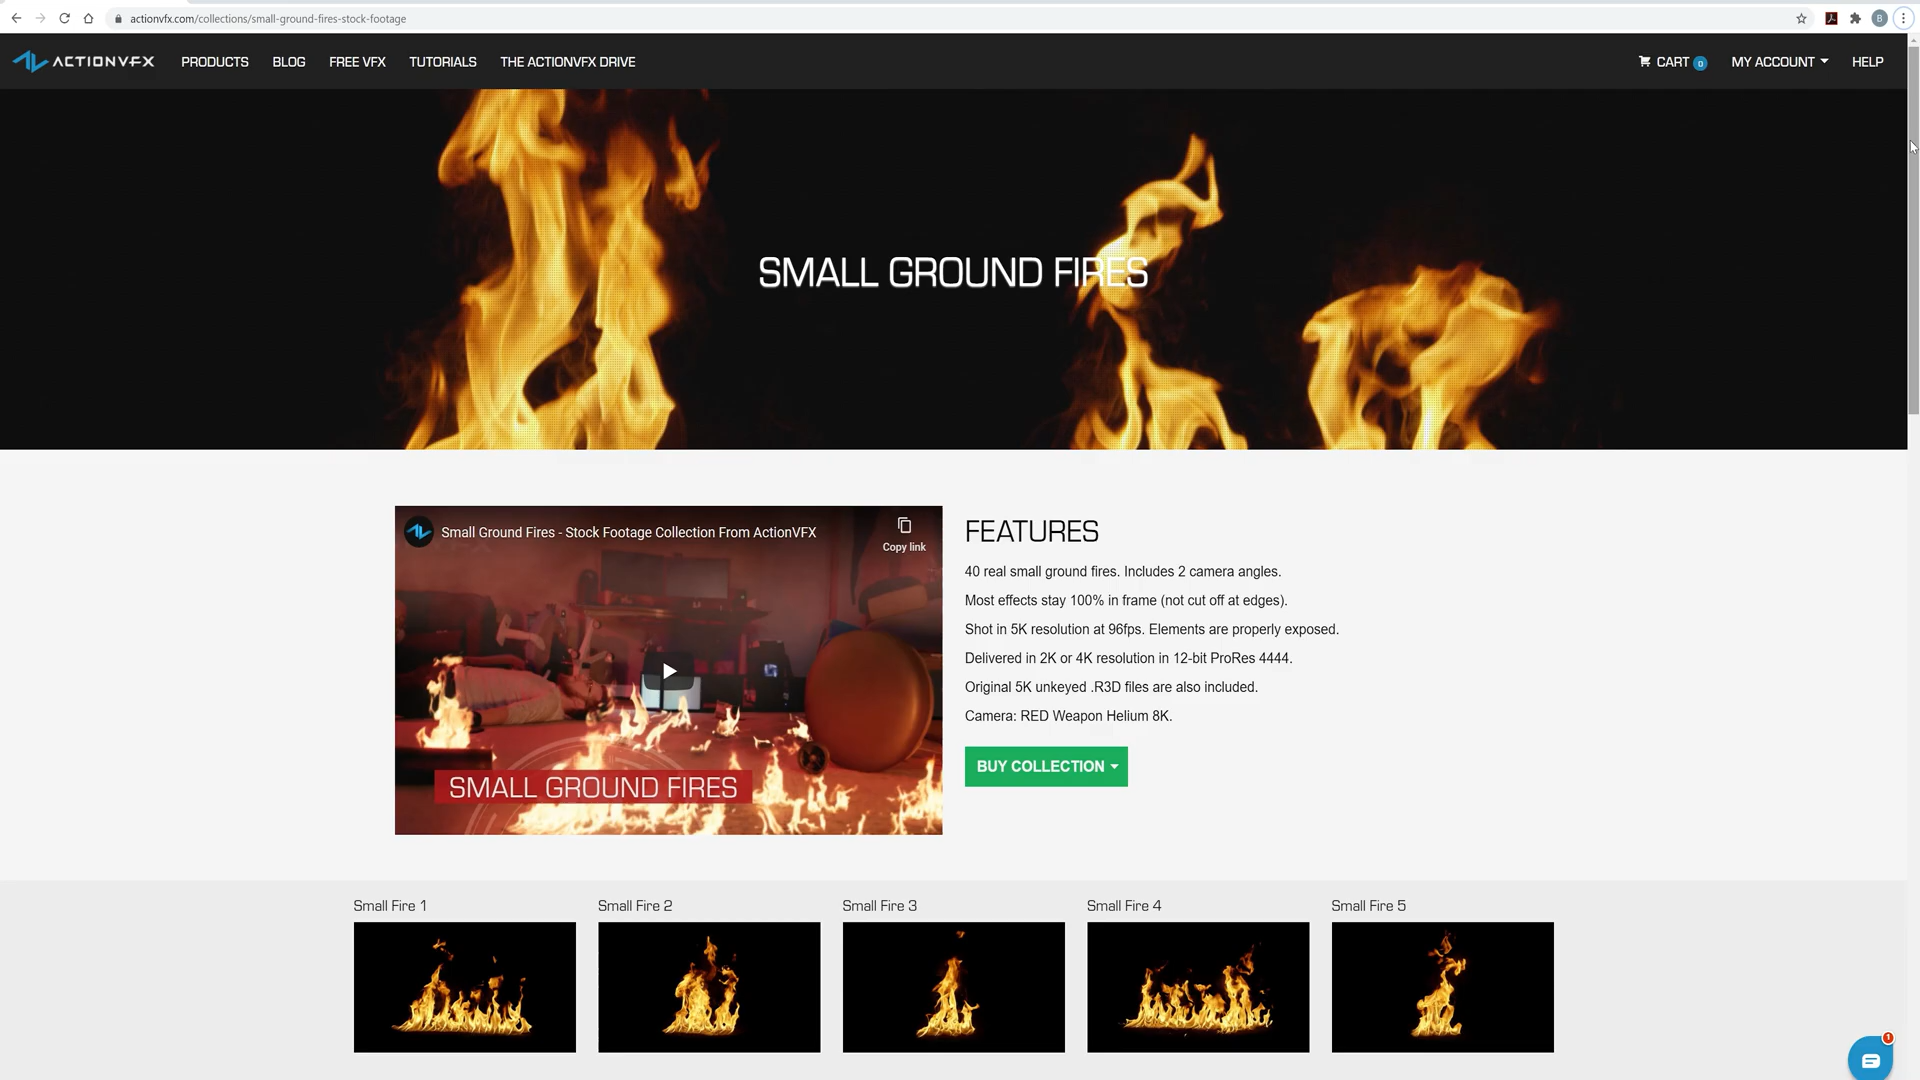 actionvfx.com/collections/small-ground-fires-stock-footage
B
ACTIONVFX
PRODUCTS
BLOG
FREE VFX
TUTORIALS
THE ACTIONVFX DRIVE
CART 0
MY ACCOUNT
HELP
SMALL GROUND FIRES
Small Ground Fires - Stock Footage Collection From ActionVFX
Copy link
SMALL GROUND FIRES
FEATURES
40 real small ground fires. Includes 2 camera angles.
Most effects stay 100% in frame (not cut off at edges).
Shot in 5K resolution at 96fps. Elements are properly exposed.
Delivered in 2K or 4K resolution in 12-bit ProRes 4444.
Original 5K unkeyed .R3D files are also included.
Camera: RED Weapon Helium 8K.
BUY COLLECTION
Small Fire 1
Small Fire 2
Small Fire 3
Small Fire 4
Small Fire 5
1